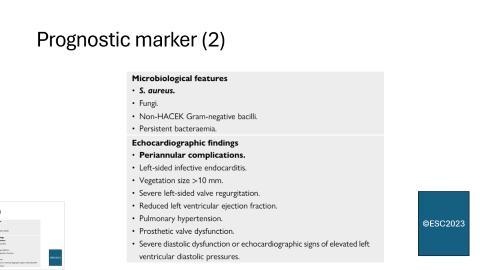 Prognostic marker (2)
Microbiological features
• S. aureus.
• Fungi.
• Non-HACEK Gram-negative bacilli.
• Persistent bacteraemia.
Echocardiographic findings
• Periannular complications.
• Left-sided infective endocarditis.
• Vegetation size >10 mm.
• Severe left-sided valve regurgitation.
• Reduced left ventricular ejection fraction.
• Pulmonary hypertension.
• Prosthetic valve dysfunction.
• Severe diastolic dysfunction or echocardiographic signs of elevated left
ventricular diastolic pressures.
©ESC2023